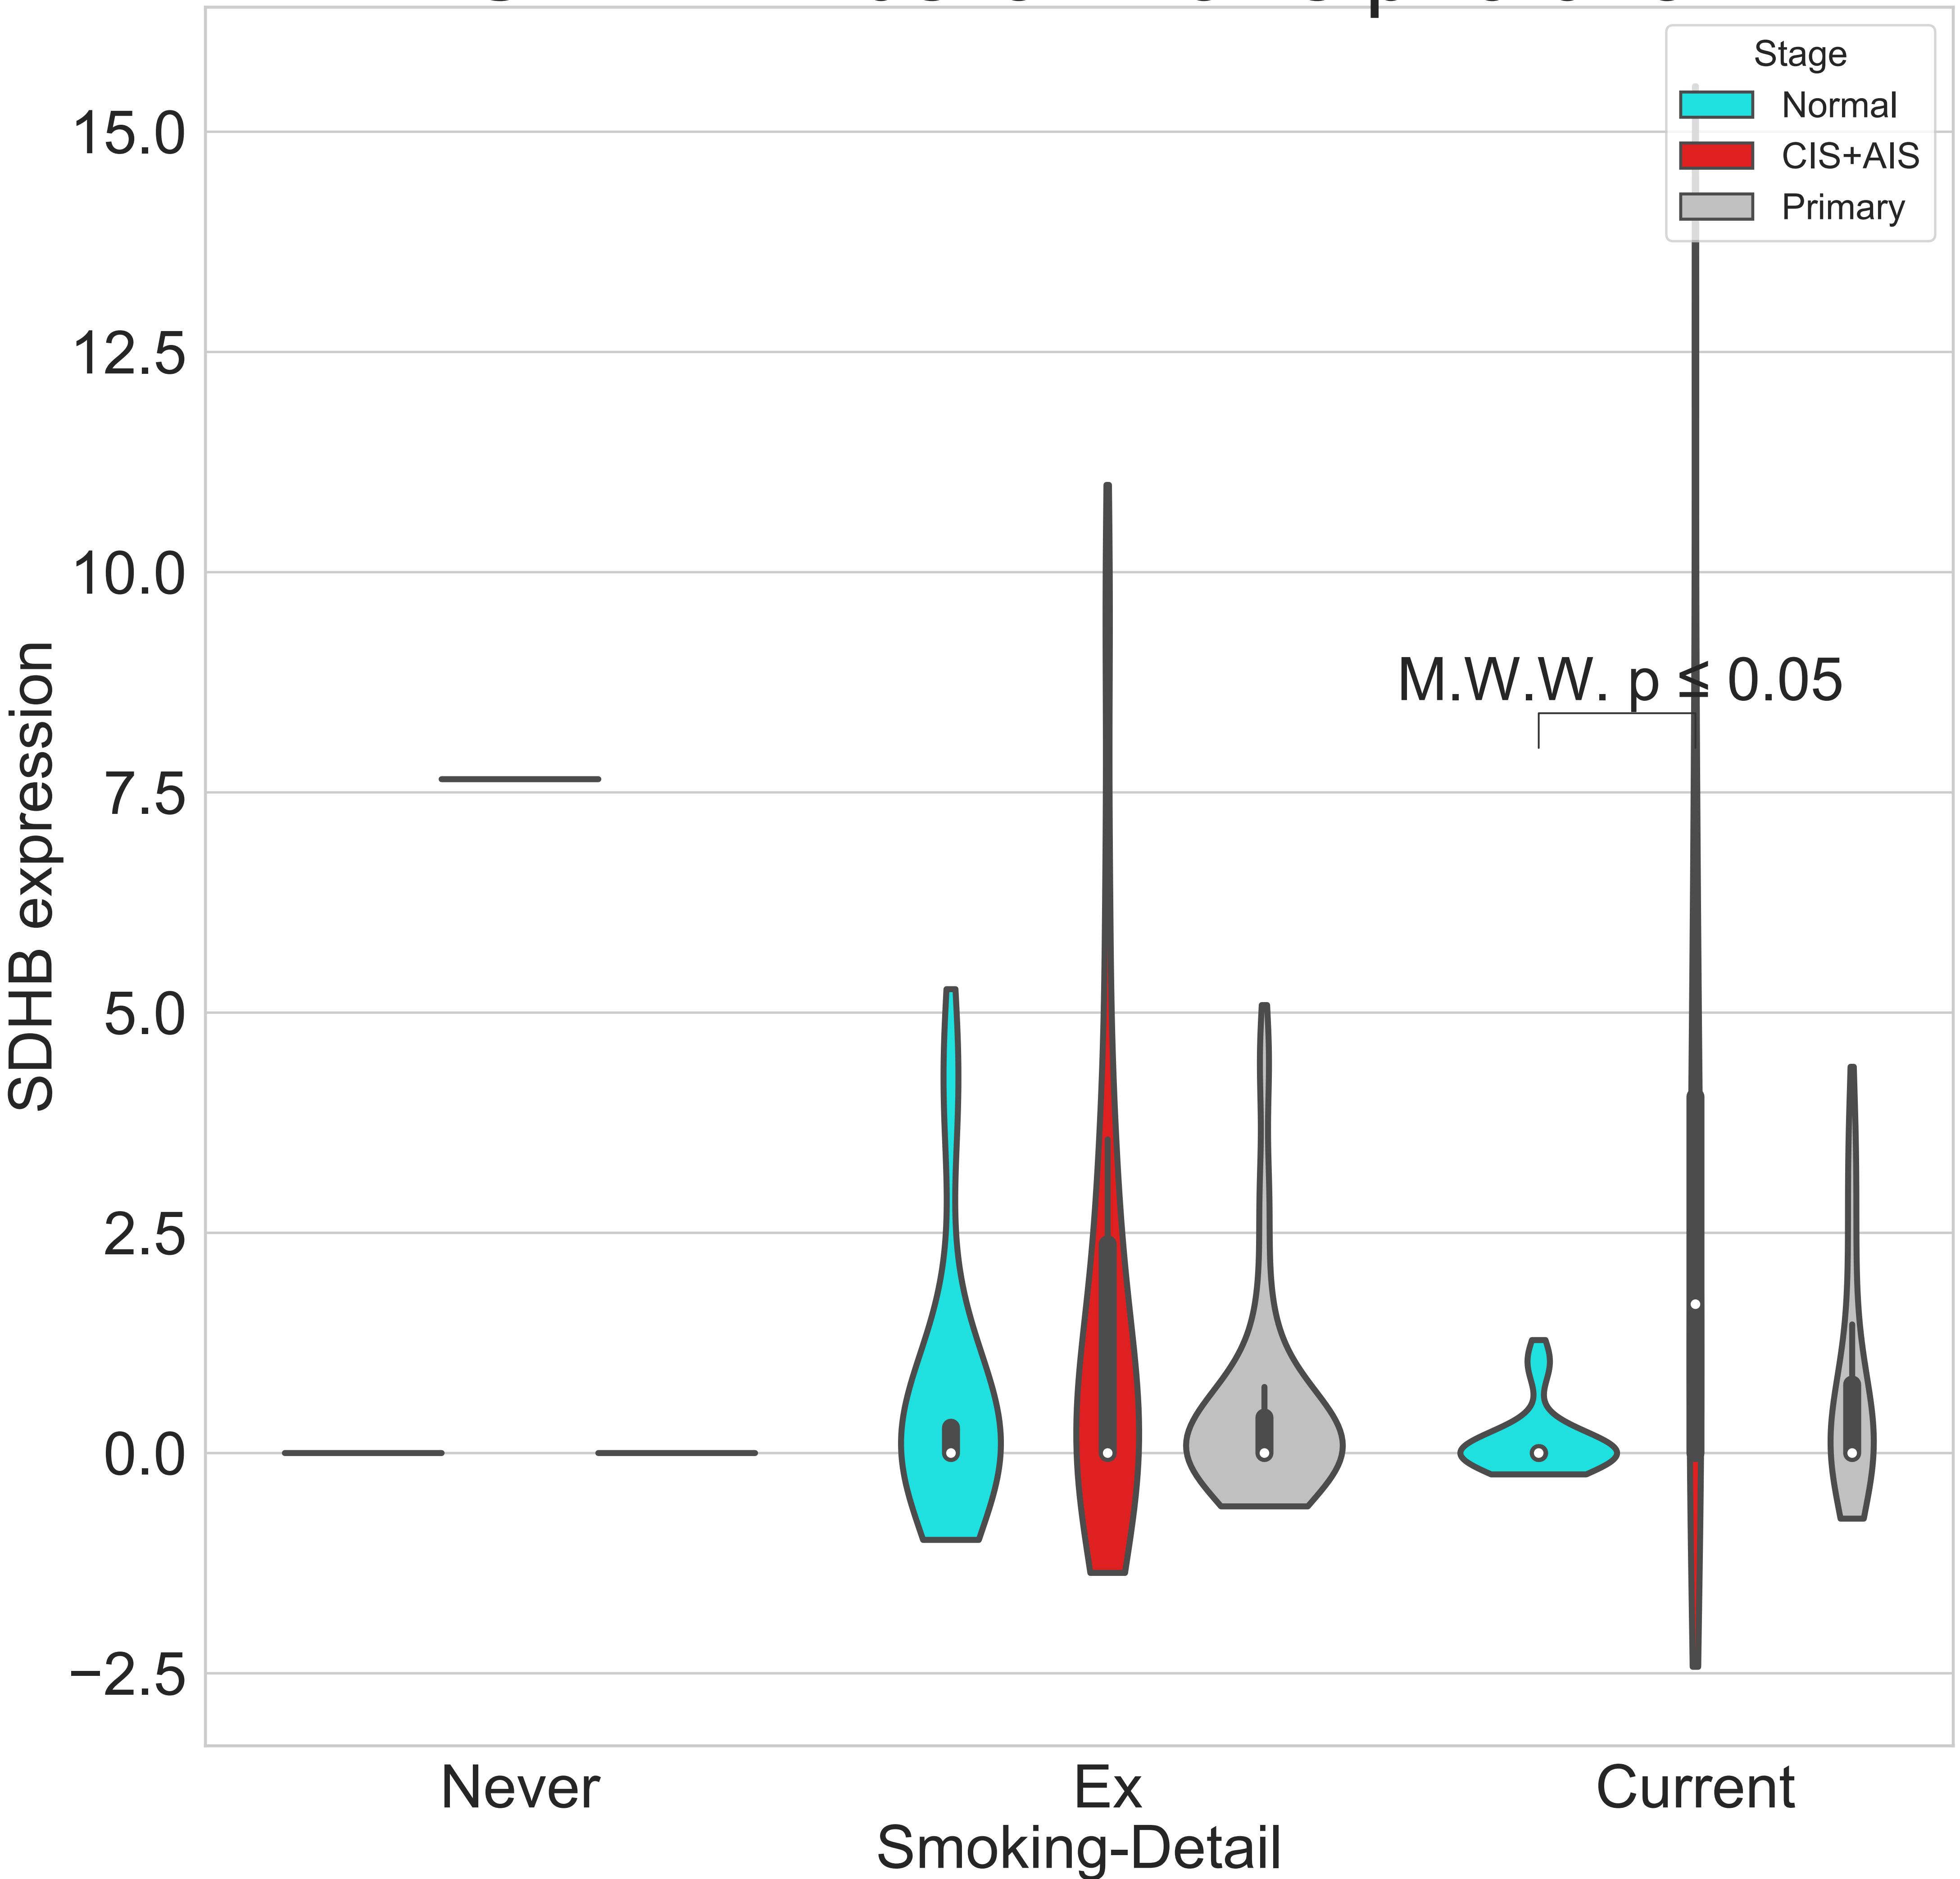 Stage
Normal
CIS+AIS
Primary
15.0
12.5
10.0
7.5
5.0
2.5
0.0
−2.5
SDHB expression
M.W.W. p ≤ 0.05
Never
Ex
Current
Smoking-Detail